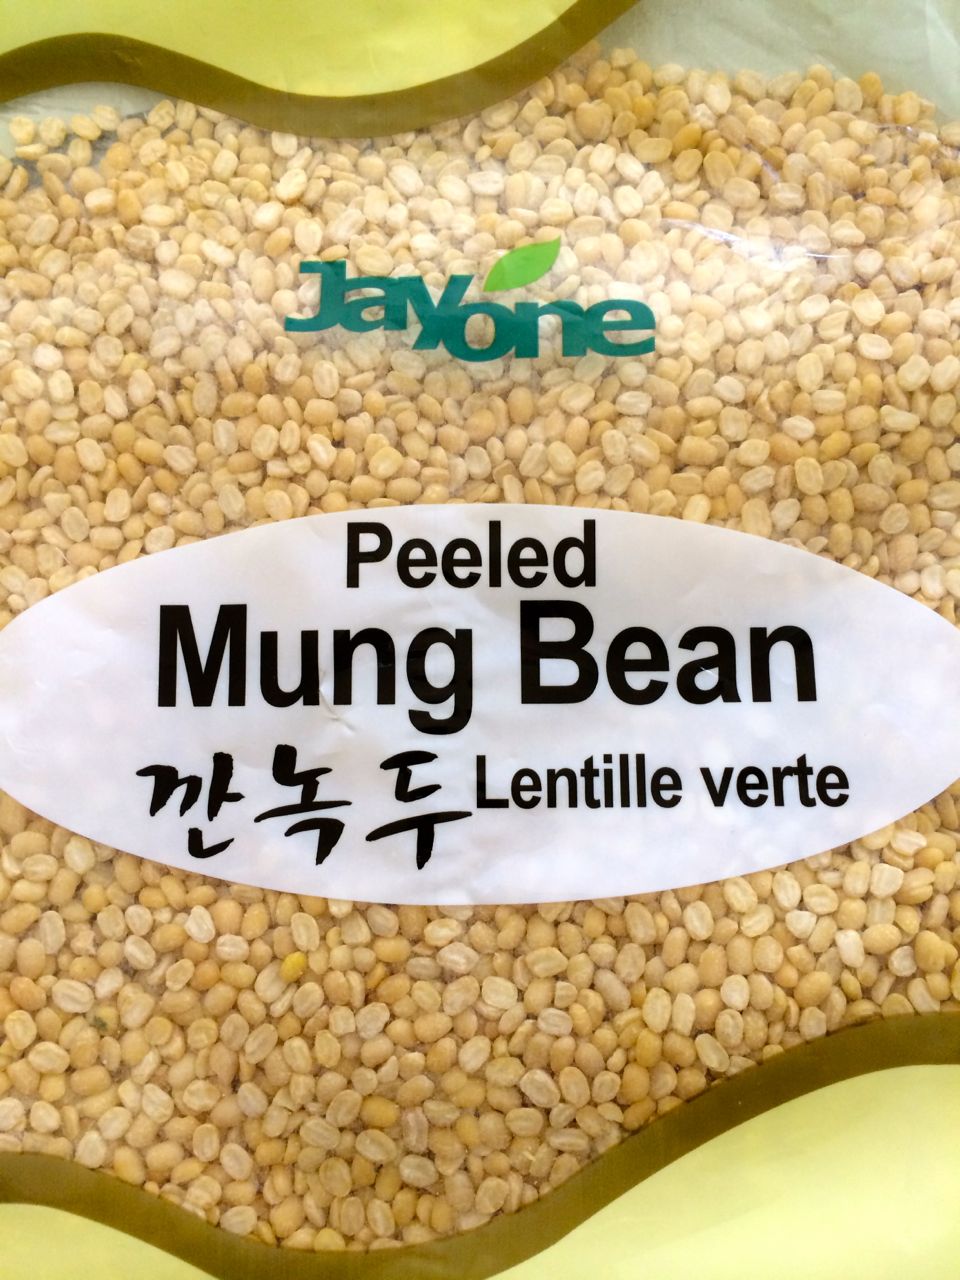 Jayone
Peeled
Mung Bean
깐녹두 Lentille verte